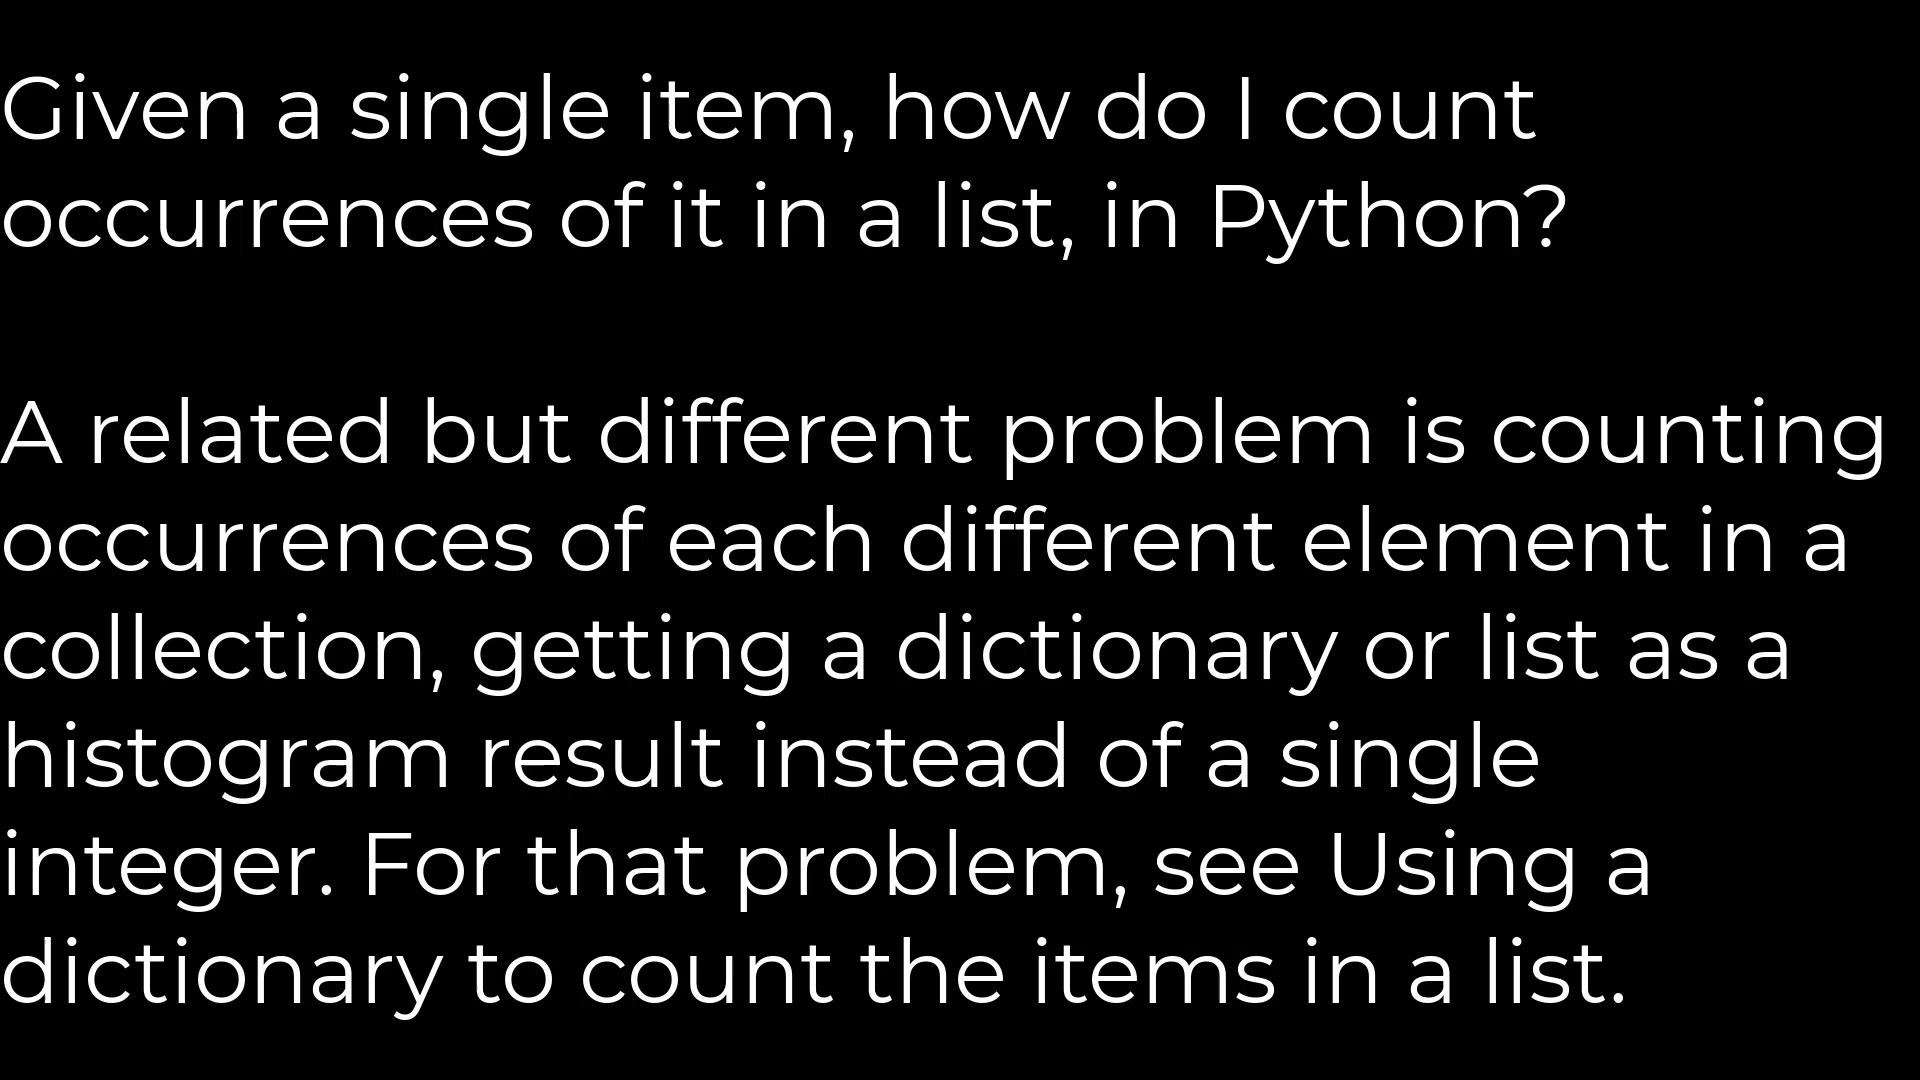 Given a single item, how do I count
occurrences of it in a list, in Python?
A related but different problem is counting
occurrences of each different element in a
collection, getting a dictionary or list as a
histogram result instead of a single
integer. For that problem, see Using a
dictionary to count the items in a list.